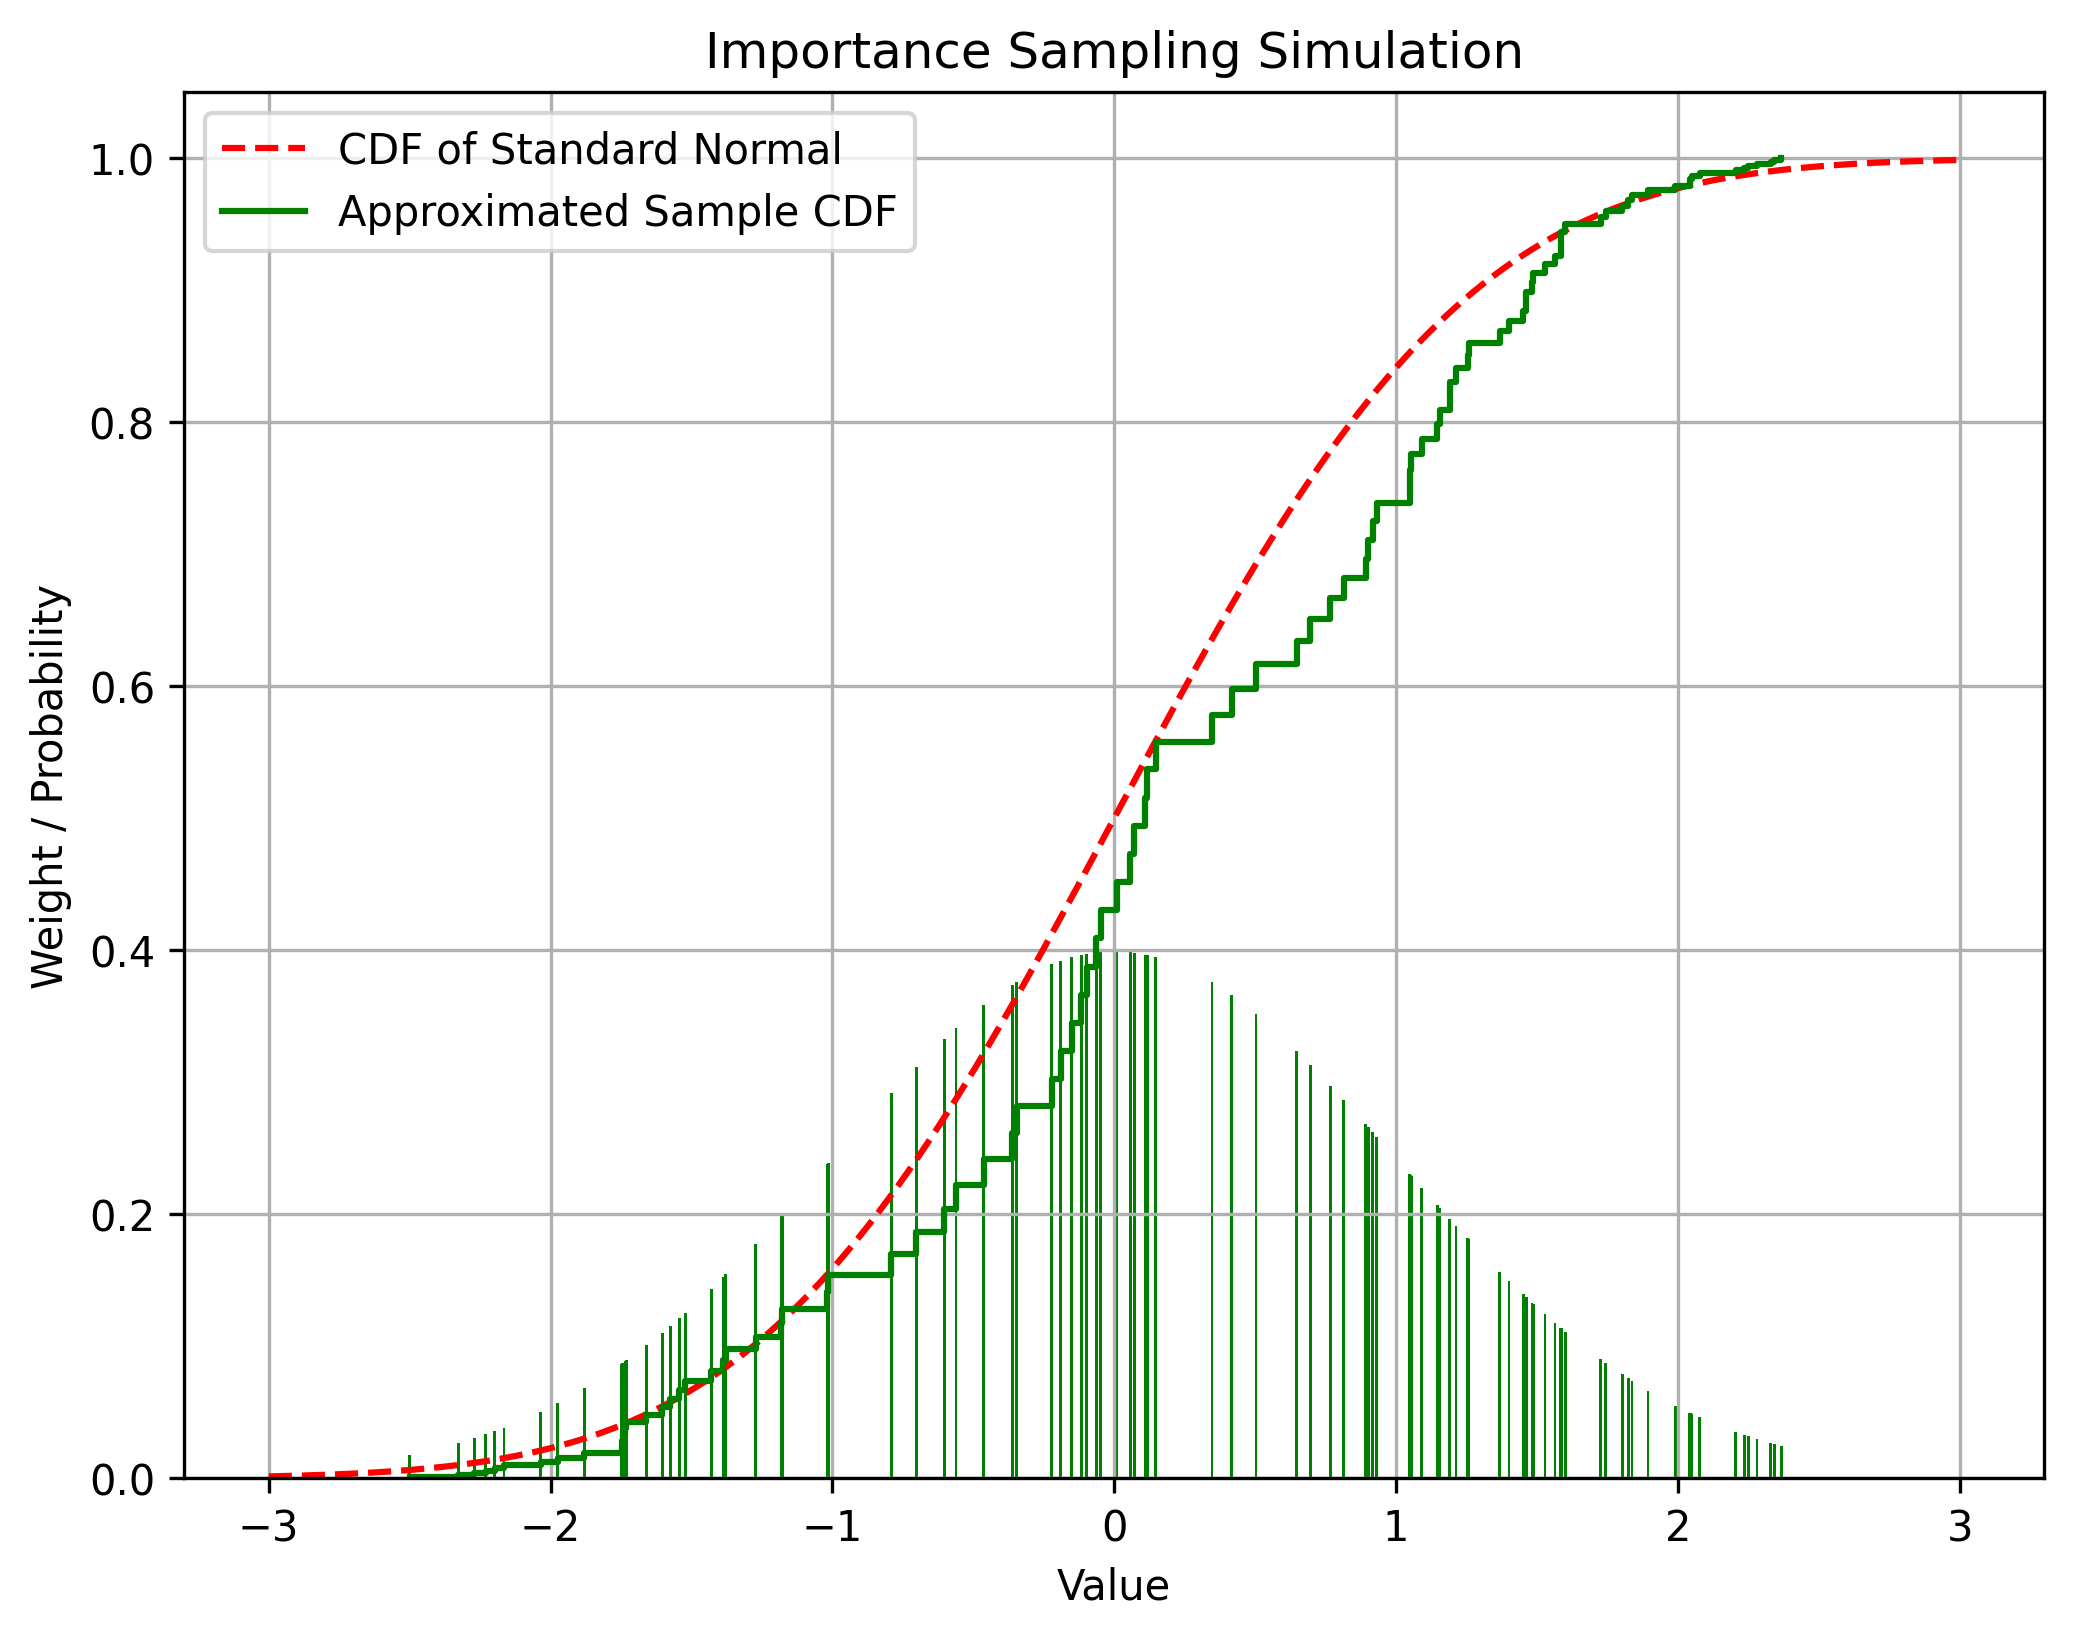 Importance Sampling Simulation
CDF of Standard Normal
Approximated Sample CDF
Weight / Probability
1.0
0.8
0.6
0.4
0.2
0.0
−3 −2 −1 0 1 2 3
Value